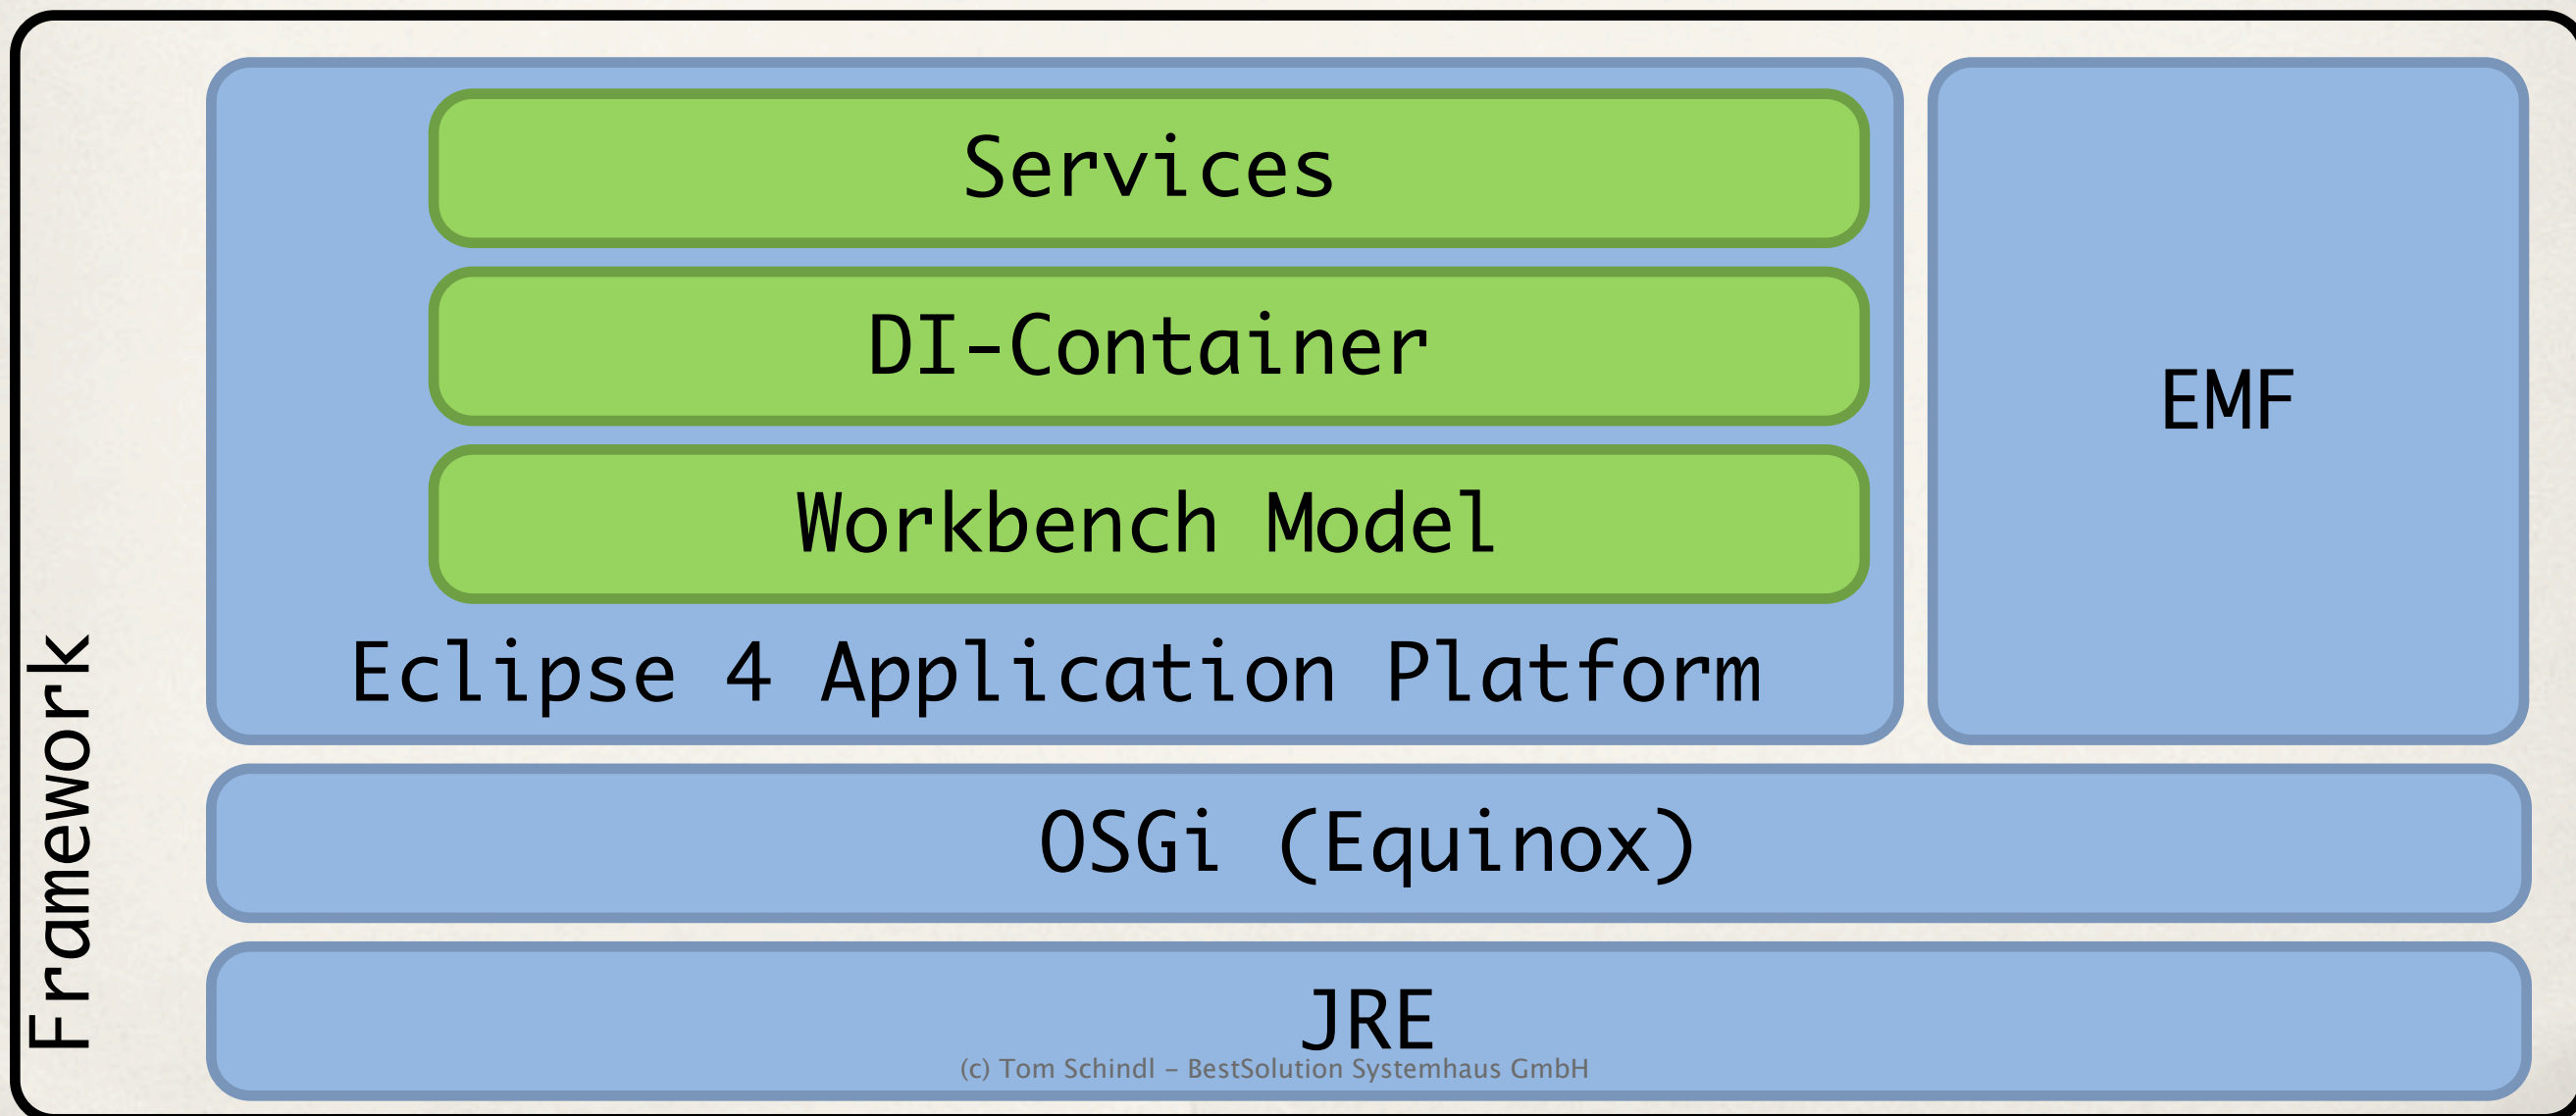 Services
DI-Container
Workbench Model
Eclipse 4 Application Platform
EMF
OSGi (Equinox)
JRE
(c) Tom Schindl - BestSolution Systemhaus GmbH
Framework